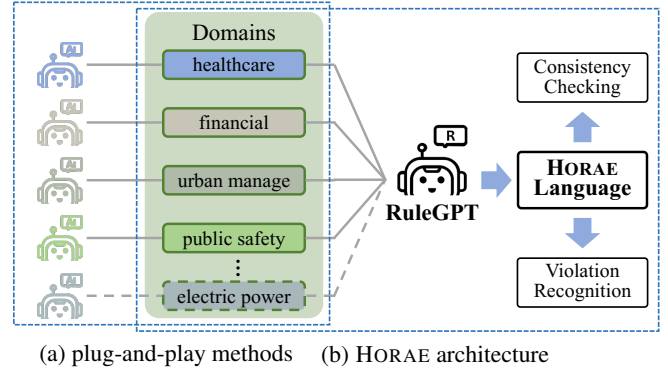 Domains
AI
healthcare
AI
financial
AI
urban manage
AI
public safety
⋮
AI
electric power
R
RuleGPT
HORAE
Language
Consistency
Checking
Violation
Recognition
(a) plug-and-play methods
(b) HORAE architecture